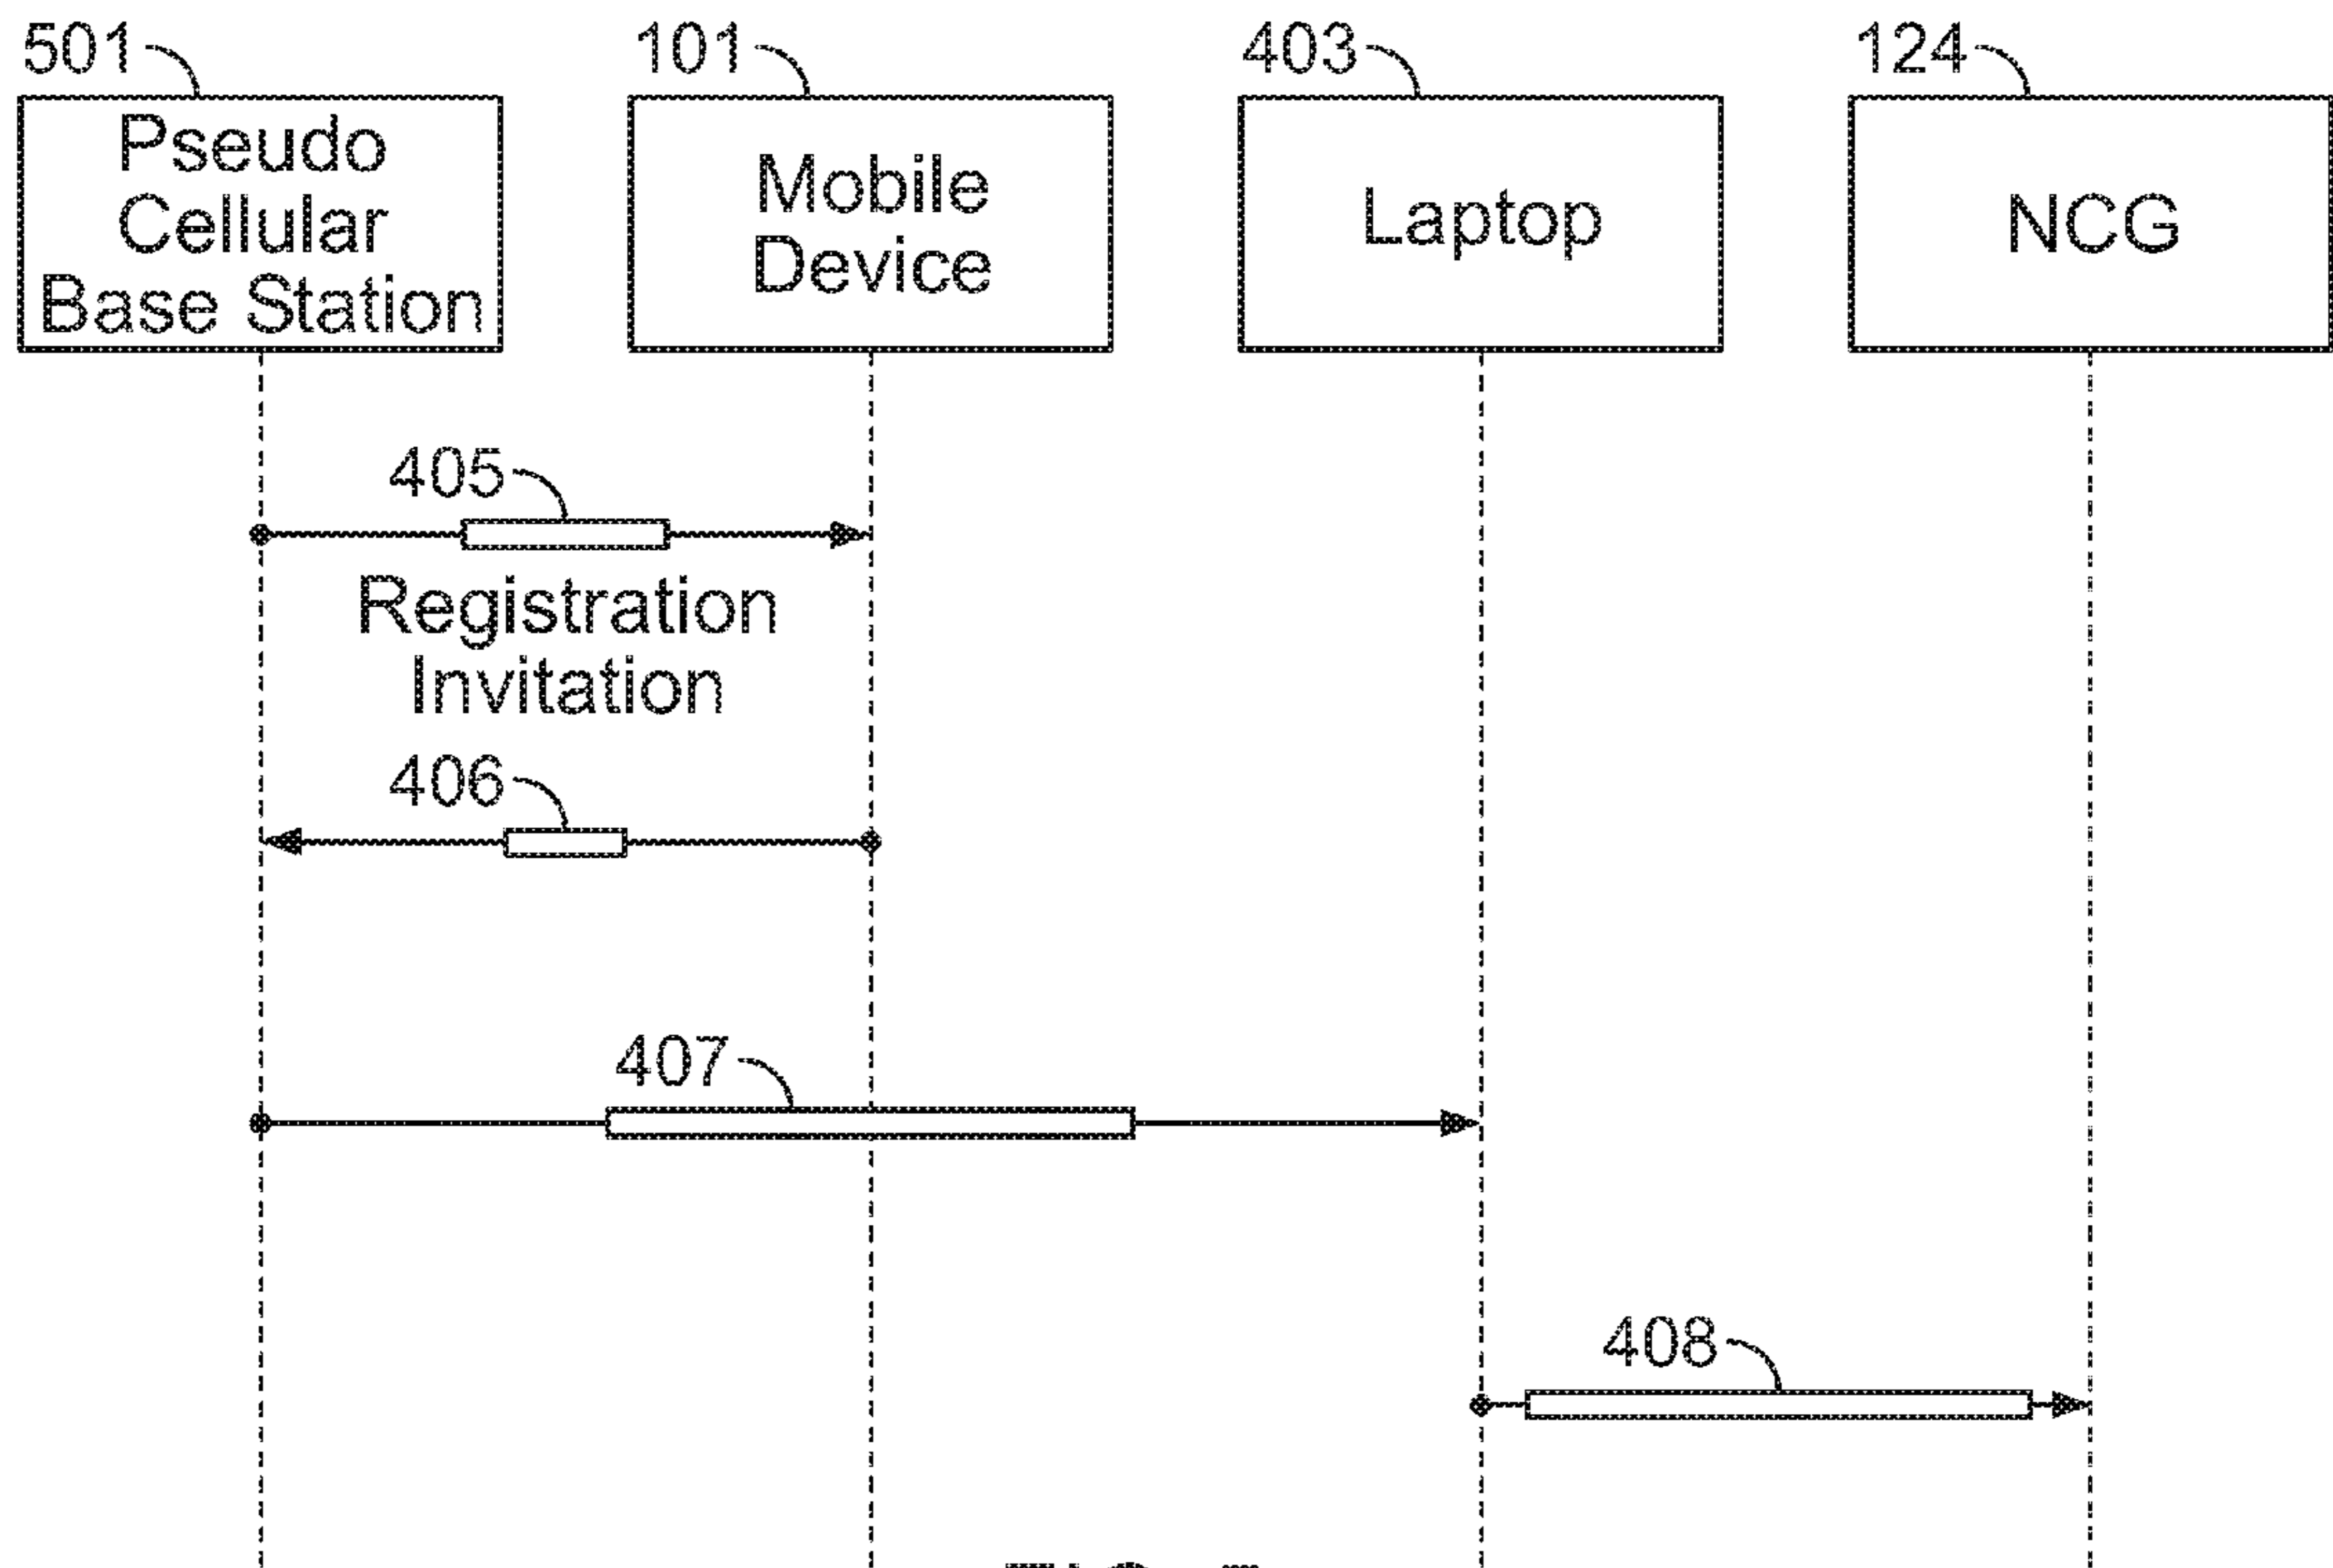 501
101
403
124
Pseudo
Cellular
Base Station
Mobile
Device
Laptop
NCG
405
Registration
Invitation
406
407
408